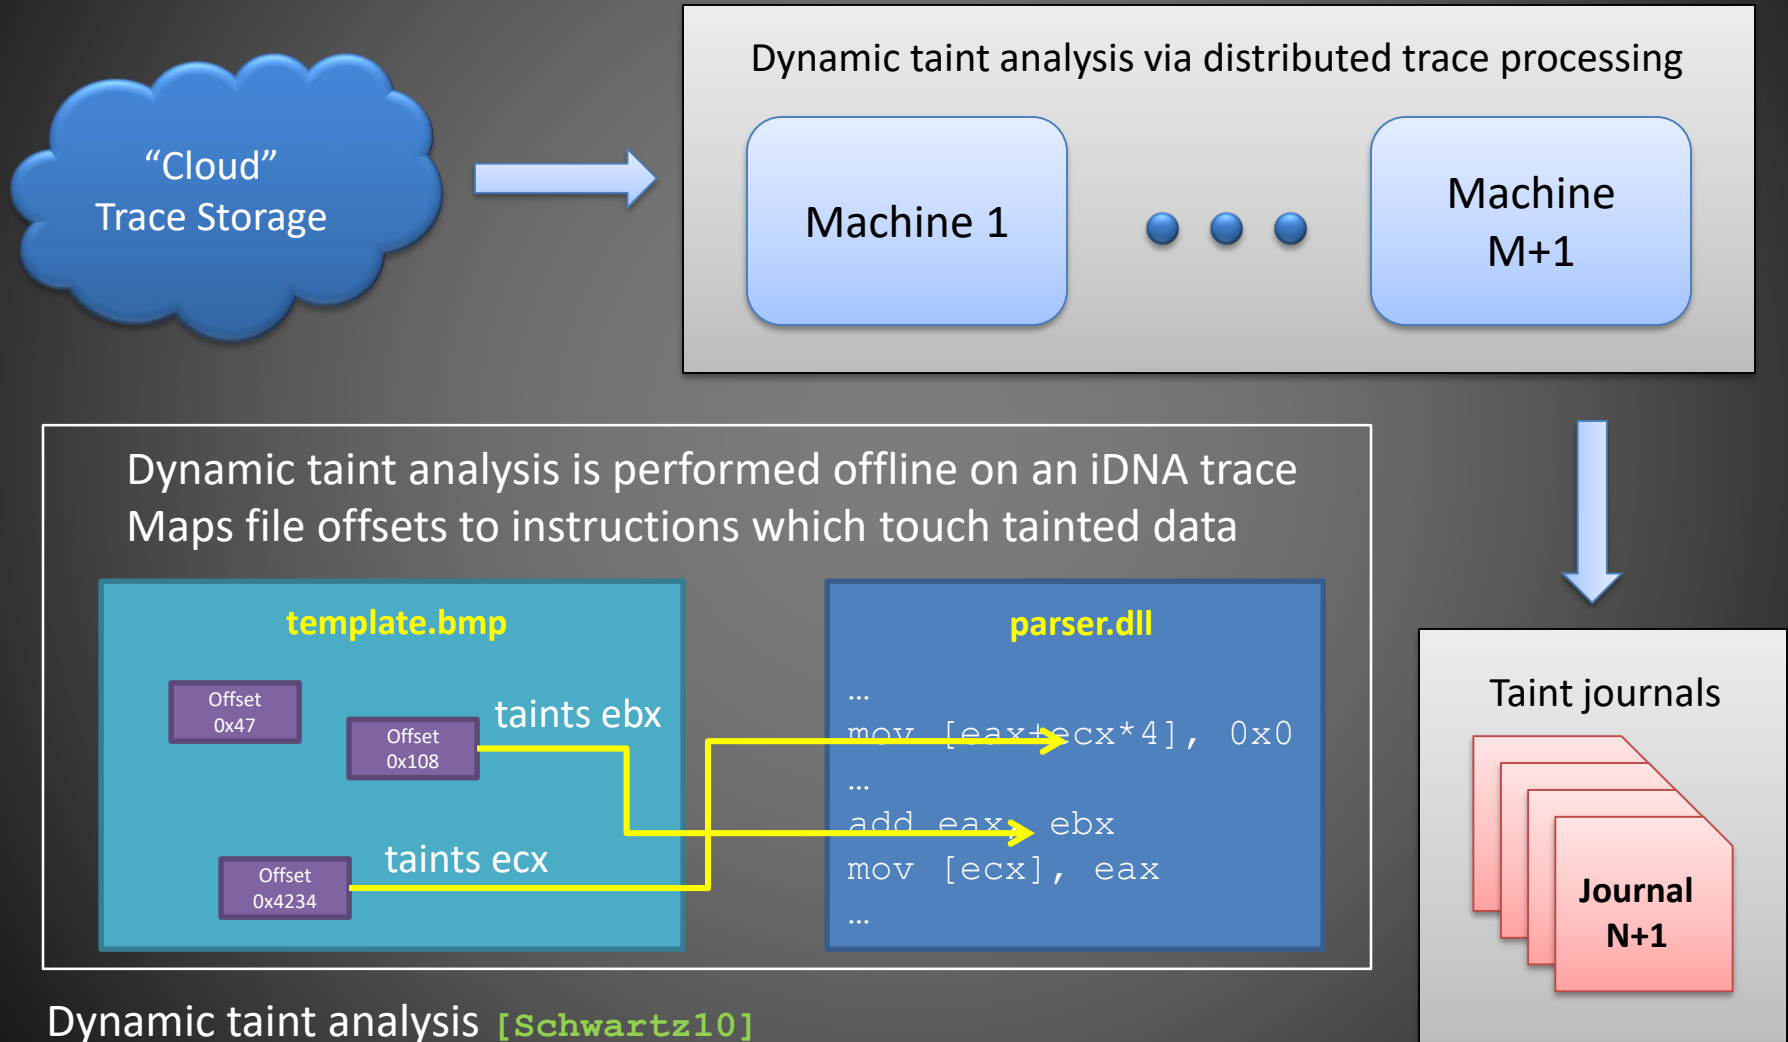 Dynamic taint analysis via distributed trace processing
“Cloud”
Trace Storage
Machine 1
Machine
M+1
Dynamic taint analysis is performed offline on an iDNA trace
Maps file offsets to instructions which touch tainted data
template.bmp
Offset
0x47
Offset
0x108
taints ebx
Offset
0x4234
taints ecx
parser.dll
…
mov [eax+ecx*4], 0x0
…
add eax, ebx
mov [ecx], eax
…
Taint journals
Journal
N+1
Dynamic taint analysis [Schwartz10]